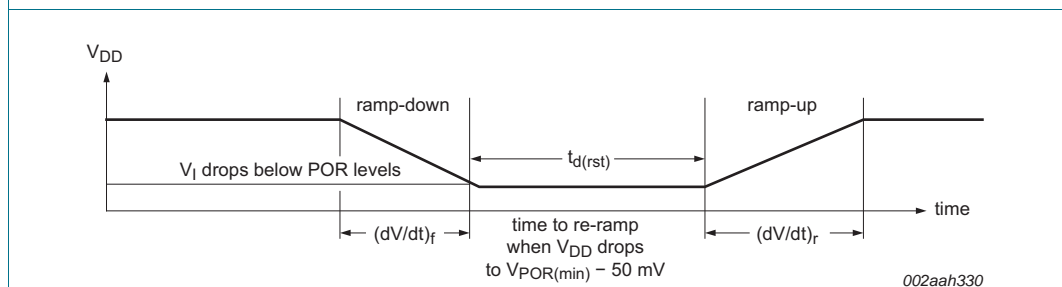 VDD
ramp-down
ramp-up
td(rst)
VI drops below POR levels
time
(dV/dt)f
time to re-ramp
when VDD drops
to VPOR(min) − 50 mV
(dV/dt)r
002aah330